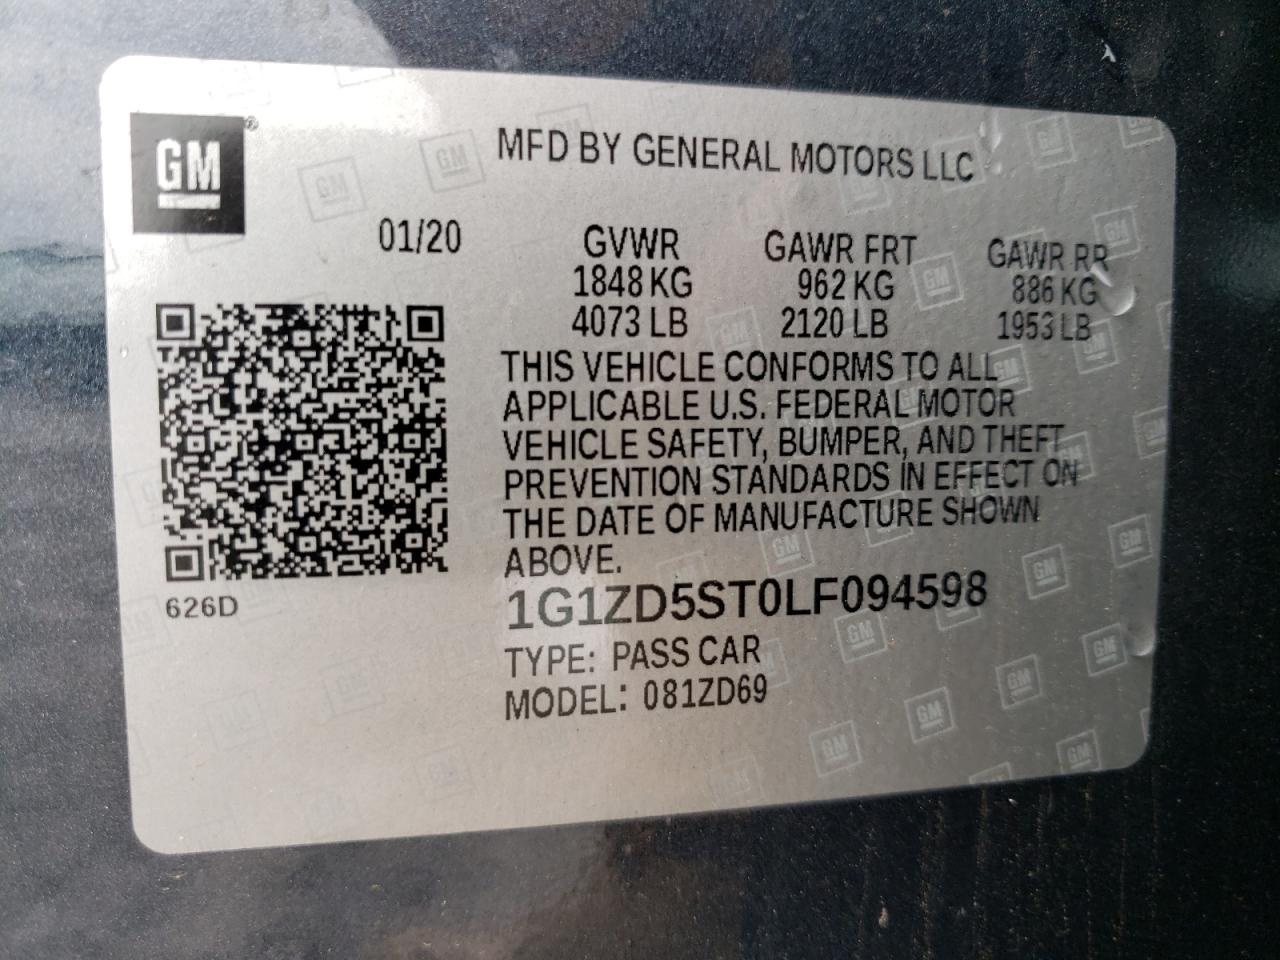 GM
MFD BY GENERAL MOTORS LLC
01/20 GVWR GAWR FRT GAWR RR
1848 KG 962 KG 886 KG
4073 LB 2120 LB 1953 LB
THIS VEHICLE CONFORMS TO ALL
APPLICABLE U.S. FEDERAL MOTOR
VEHICLE SAFETY, BUMPER, AND THEFT
PREVENTION STANDARDS IN EFFECT ON
THE DATE OF MANUFACTURE SHOWN
ABOVE.
626D
1G1ZD5ST0LF094598
TYPE: PASS CAR
MODEL: 081ZD69